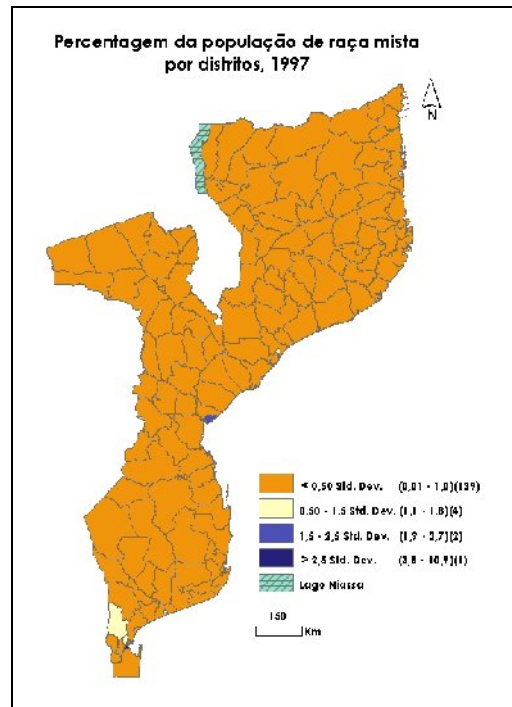 Percentagem da população de raça mista
por distritos, 1997
N
< 0,50 Std. Dev. (0,01 - 1,0)(139)
0.50 - 1.5 Std. Dev. (1,1 - 1,8)(4)
1,5 - 2,5 Std. Dev. (1,9 - 2,7)(2)
> 2,5 Std. Dev. (3,8 - 10,9)(1)
Lago Niassa
150
Km